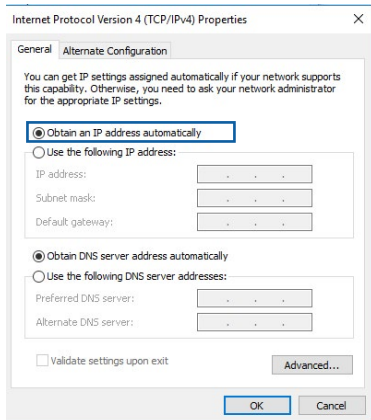 Internet Protocol Version 4 (TCP/IPv4) Properties
General
Alternate Configuration
You can get IP settings assigned automatically if your network supports
this capability. Otherwise, you need to ask your network administrator
for the appropriate IP settings.
Obtain an IP address automatically
Use the following IP address:
IP address:
Subnet mask:
Default gateway:
Obtain DNS server address automatically
Use the following DNS server addresses:
Preferred DNS server:
Alternate DNS server:
Validate settings upon exit
Advanced...
OK
Cancel